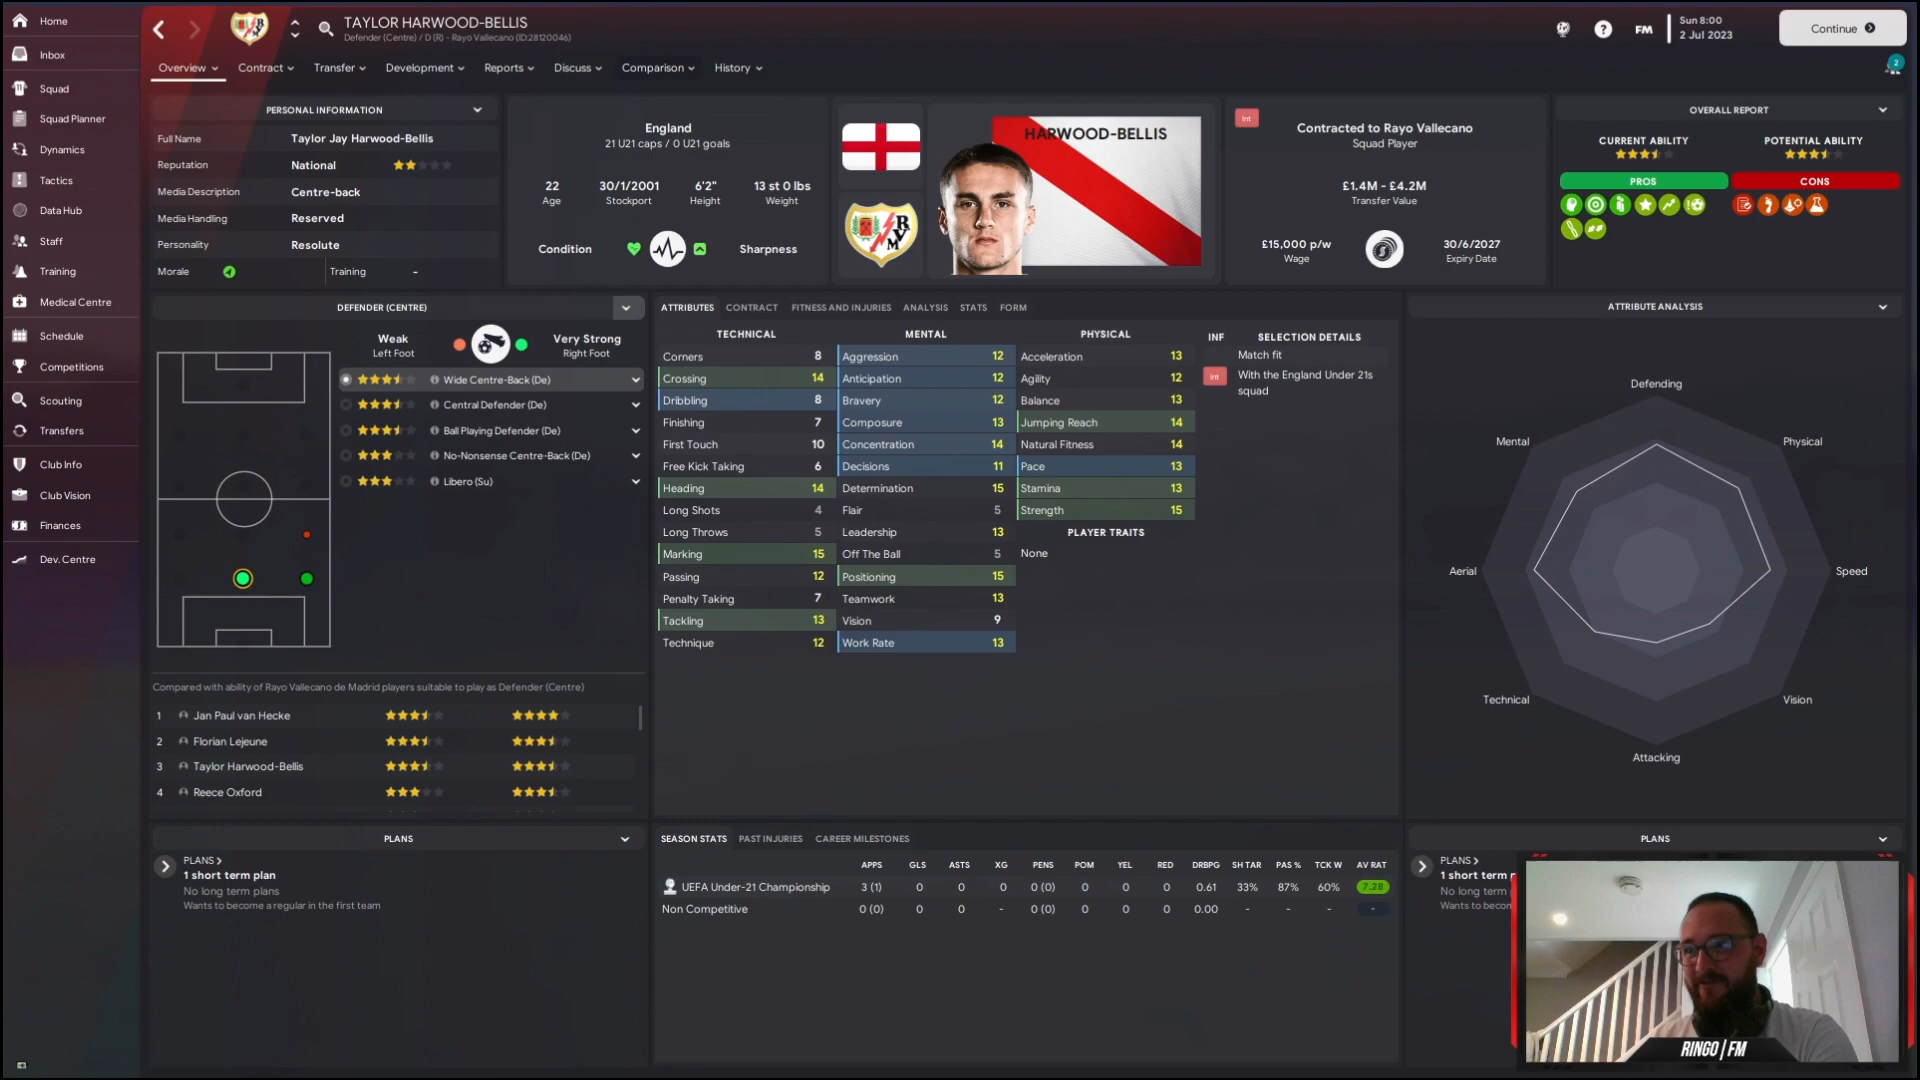 Home
Inbox
Squad
Squad Planner
Dynamics
Tactics
Data Hub
Staff
Training
Medical Centre
Schedule
Competitions
Scouting
Transfers
Club Info
Club Vision
Finances
Dev. Centre
TAYLOR HARWOOD-BELLIS
Defender (Centre) / D (R) - Rayo Vallecano (ID:28120046)
FM
Sun 8:00
2 Jul 2023
Continue
2
Overview Contract Transfer Development Reports Discuss Comparison History
PERSONAL INFORMATION
Full Name Taylor Jay Harwood-Bellis
Reputation National
Media Description Centre-back
Media Handling Reserved
Personality Resolute
Morale Training -
England
21 U21 caps / 0 U21 goals
22 30/1/2001 6'2" 13 st 0 lbs
Age Stockport Height Weight
Condition Sharpness
HARWOOD-BELLIS
Int
Contracted to Rayo Vallecano
Squad Player
£1.4M - £4.2M
Transfer Value
£15,000 p/w 30/6/2027
Wage Expiry Date
OVERALL REPORT
CURRENT ABILITY POTENTIAL ABILITY
PROS CONS
DEFENDER (CENTRE)
Weak Very Strong
Left Foot Right Foot
Wide Centre-Back (De)
Central Defender (De)
Ball Playing Defender (De)
No-Nonsense Centre-Back (De)
Libero (Su)
Compared with ability of Rayo Vallecano de Madrid players suitable to play as Defender (Centre)
1 Jan Paul van Hecke
2 Florian Lejeune
3 Taylor Harwood-Bellis
4 Reece Oxford
ATTRIBUTES CONTRACT FITNESS AND INJURIES ANALYSIS STATS FORM
TECHNICAL MENTAL PHYSICAL
Corners 8 Aggression 12 Acceleration 13
Crossing 14 Anticipation 12 Agility 12
Dribbling 8 Bravery 12 Balance 13
Finishing 7 Composure 13 Jumping Reach 14
First Touch 10 Concentration 14 Natural Fitness 14
Free Kick Taking 6 Decisions 11 Pace 13
Heading 14 Determination 15 Stamina 13
Long Shots 4 Flair 5 Strength 15
Long Throws 5 Leadership 13 PLAYER TRAITS
Marking 15 Off The Ball 5 None
Passing 12 Positioning 15
Penalty Taking 7 Teamwork 13
Tackling 13 Vision 9
Technique 12 Work Rate 13
INF SELECTION DETAILS
Match fit
Int With the England Under 21s
squad
ATTRIBUTE ANALYSIS
Defending
Mental Physical
Aerial Speed
Technical Vision
Attacking
PLANS
PLANS
1 short term plan
No long term plans
Wants to become a regular in the first team
SEASON STATS PAST INJURIES CAREER MILESTONES
APPS GLS ASTS XG PENS POM YEL RED DRBPG SH TAR PAS % TCK W AV RAT
UEFA Under-21 Championship 3 (1) 0 0 0 0 (0) 0 0 0 0.61 33% 87% 60% 7.28
Non Competitive 0 (0) 0 0 - 0 (0) 0 0 0 0.00 - - - -
PLANS
PLANS
1 short term
No long term
Wants to
RINGO|FM